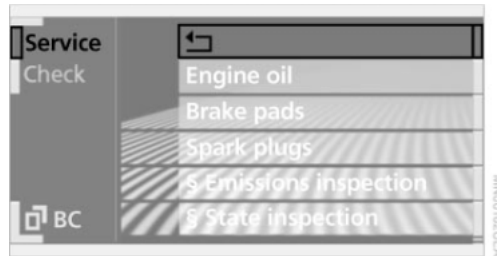 Service
Check
BC
Engine oil
Brake pads
Spark plugs
§ Emissions inspection
§ State inspection